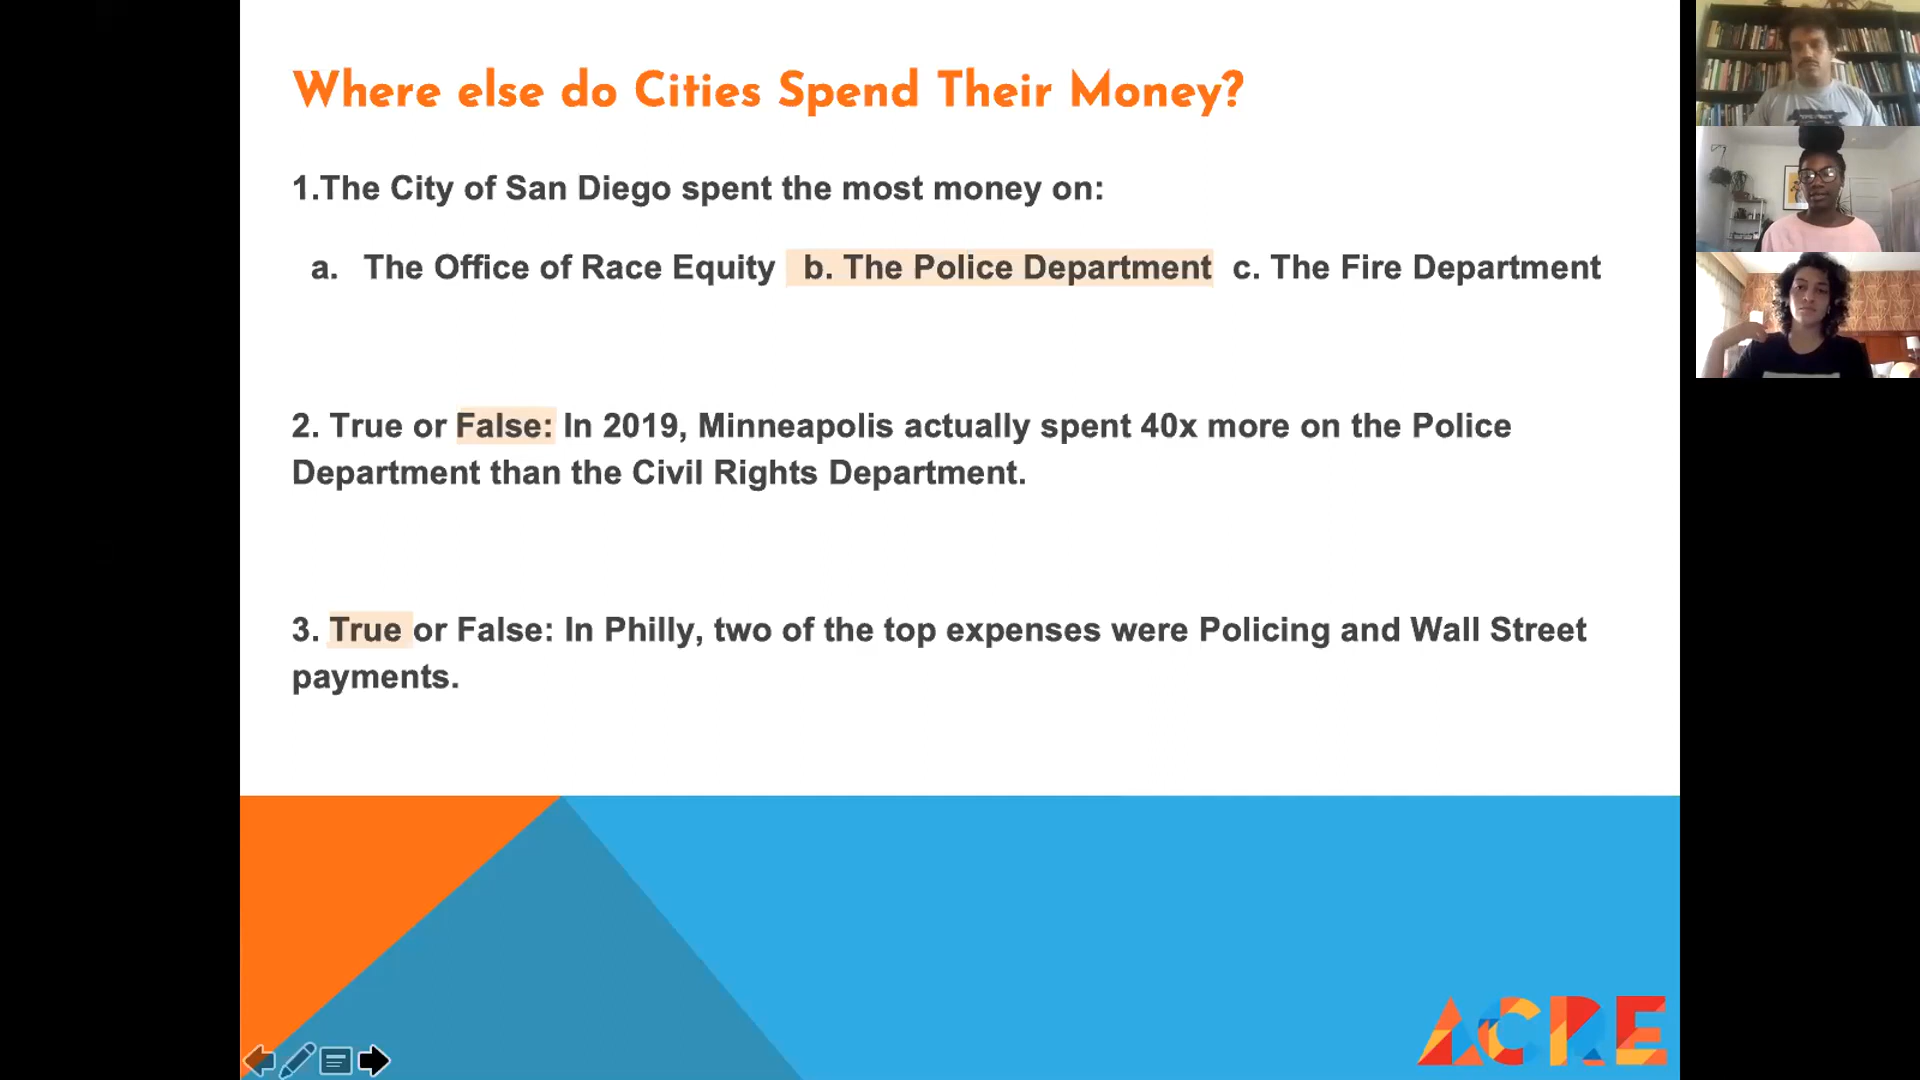 Where else do Cities Spend Their Money?
1.The City of San Diego spent the most money on:
a. The Office of Race Equity b. The Police Department c. The Fire Department
2. True or False: In 2019, Minneapolis actually spent 40x more on the Police
Department than the Civil Rights Department.
3. True or False: In Philly, two of the top expenses were Policing and Wall Street
payments.
ACRE